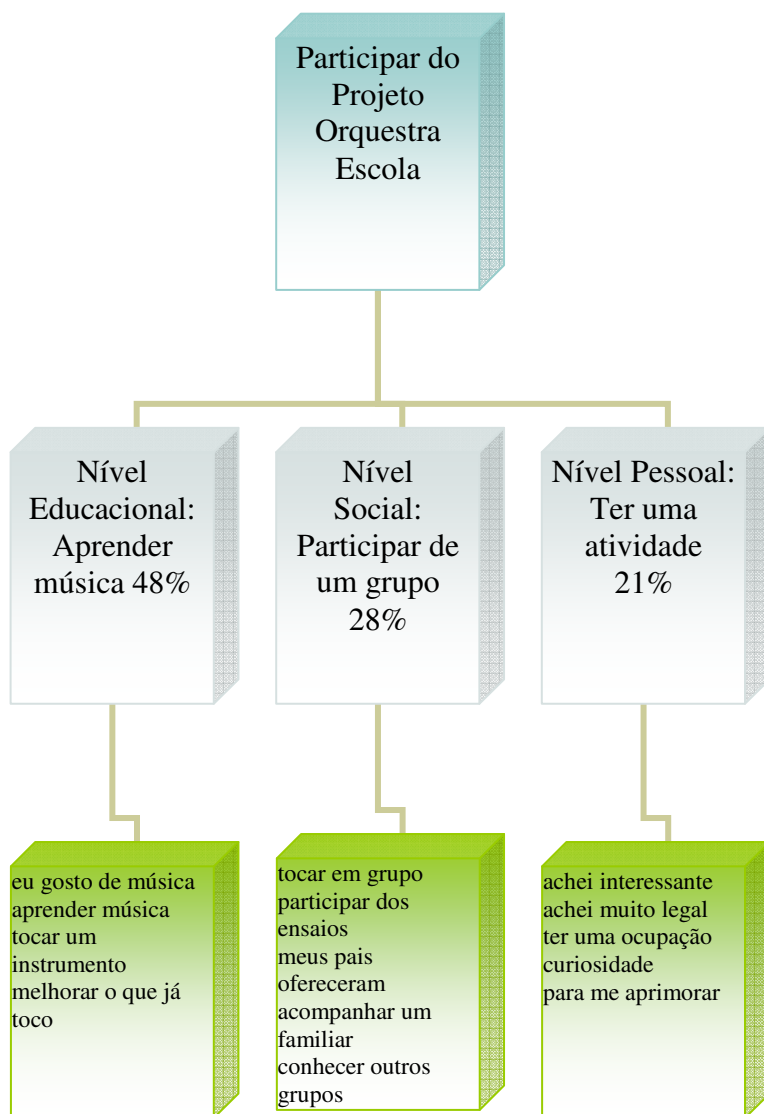 Participar do
Projeto
Orquestra
Escola
Nível
Educacional:
Aprender
música 48%
Nível
Social:
Participar de
um grupo
28%
Nível Pessoal:
Ter uma
atividade
21%
eu gosto de música
aprender música
tocar um
instrumento
melhorar o que já
toco
tocar em grupo
participar dos
ensaios
meus pais
ofereceram
acompanhar um
familiar
conhecer outros
grupos
achei interessante
achei muito legal
ter uma ocupação
curiosidade
para me aprimorar